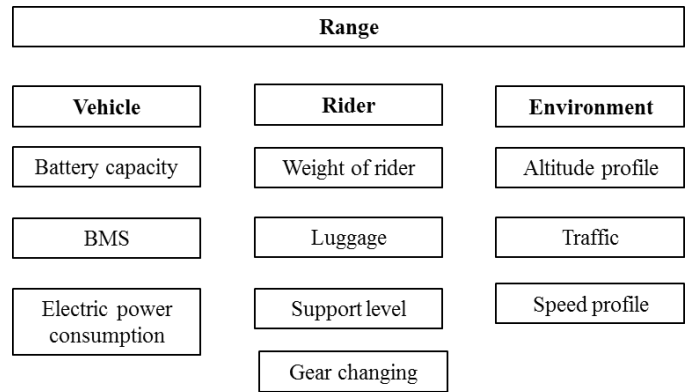 Range
Vehicle
Rider
Environment
Battery capacity
Weight of rider
Altitude profile
BMS
Luggage
Traffic
Electric power
consumption
Support level
Speed profile
Gear changing